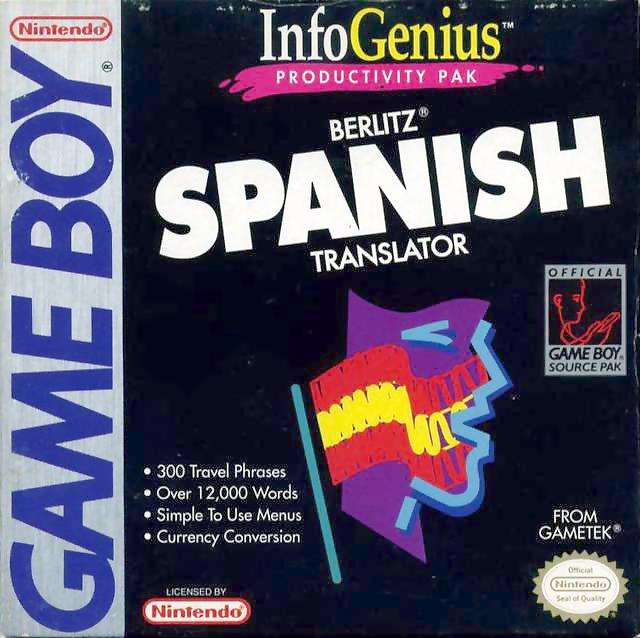 Nintendo®
GAME BOY®
InfoGenius™
PRODUCTIVITY PAK
BERLITZ®
SPANISH
TRANSLATOR
OFFICIAL
GAME BOY
SOURCE PAK
• 300 Travel Phrases
• Over 12,000 Words
• Simple To Use Menus
• Currency Conversion
FROM
GAMETEK®
LICENSED BY
Nintendo®
Official
Nintendo®
Seal of Quality